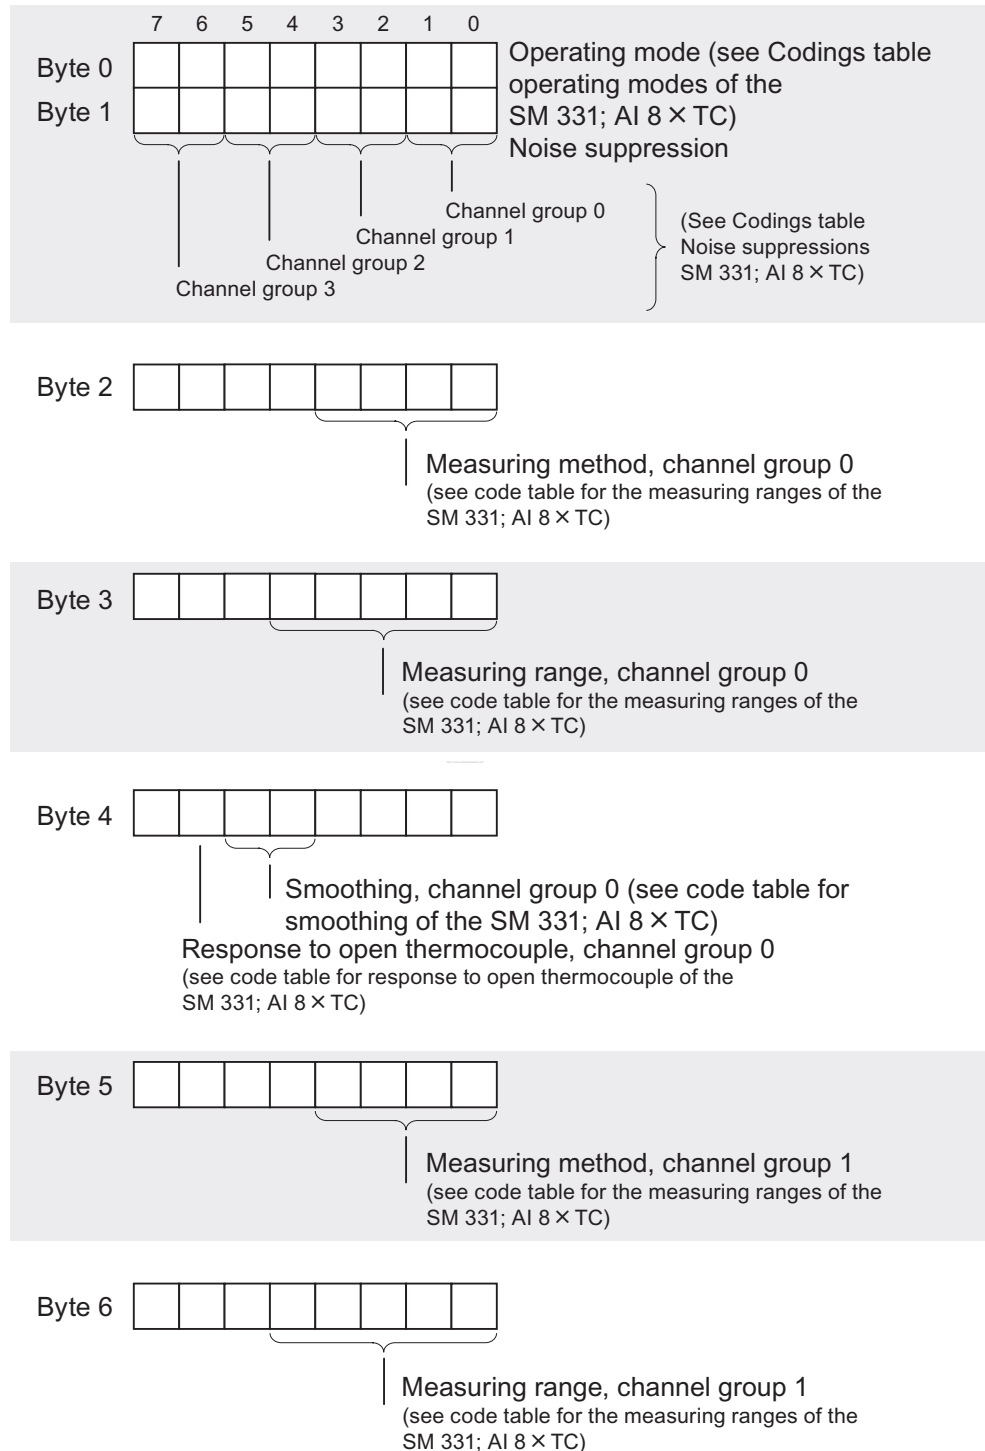 7 6 5 4 3 2 1 0
Byte 0
Byte 1
Operating mode (see Codings table
operating modes of the
SM 331; AI 8 × TC)
Noise suppression
Channel group 0
Channel group 1
Channel group 2
Channel group 3
(See Codings table
Noise suppressions
SM 331; AI 8 × TC)
Byte 2
Measuring method, channel group 0
(see code table for the measuring ranges of the
SM 331; AI 8 × TC)
Byte 3
Measuring range, channel group 0
(see code table for the measuring ranges of the
SM 331; AI 8 × TC)
Byte 4
Smoothing, channel group 0 (see code table for
smoothing of the SM 331; AI 8 × TC)
Response to open thermocouple, channel group 0
(see code table for response to open thermocouple of the
SM 331; AI 8 × TC)
Byte 5
Measuring method, channel group 1
(see code table for the measuring ranges of the
SM 331; AI 8 × TC)
Byte 6
Measuring range, channel group 1
(see code table for the measuring ranges of the
SM 331; AI 8 × TC)